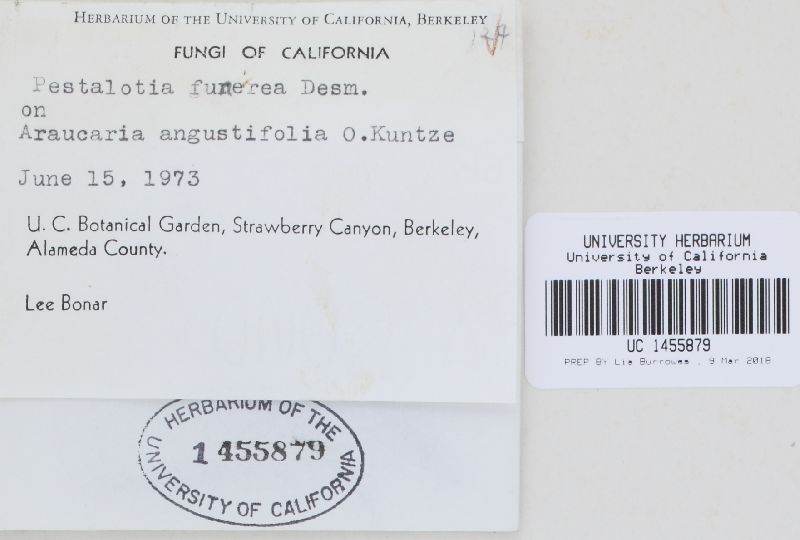 HERBARIUM OF THE UNIVERSITY OF CALIFORNIA, BERKELEY
FUNGI OF CALIFORNIA
Pestalotia funerea Desm.
on
Araucaria angustifolia O.Kuntze
June 15, 1973
U. C. Botanical Garden, Strawberry Canyon, Berkeley,
Alameda County.
Lee Bonar
HERBARIUM OF THE
1455879
UNIVERSITY OF CALIFORNIA
UNIVERSITY HERBARIUM
University of California
Berkeley
UC 1455879
PREP BY Lia Burrowes , 9 Mar 2018